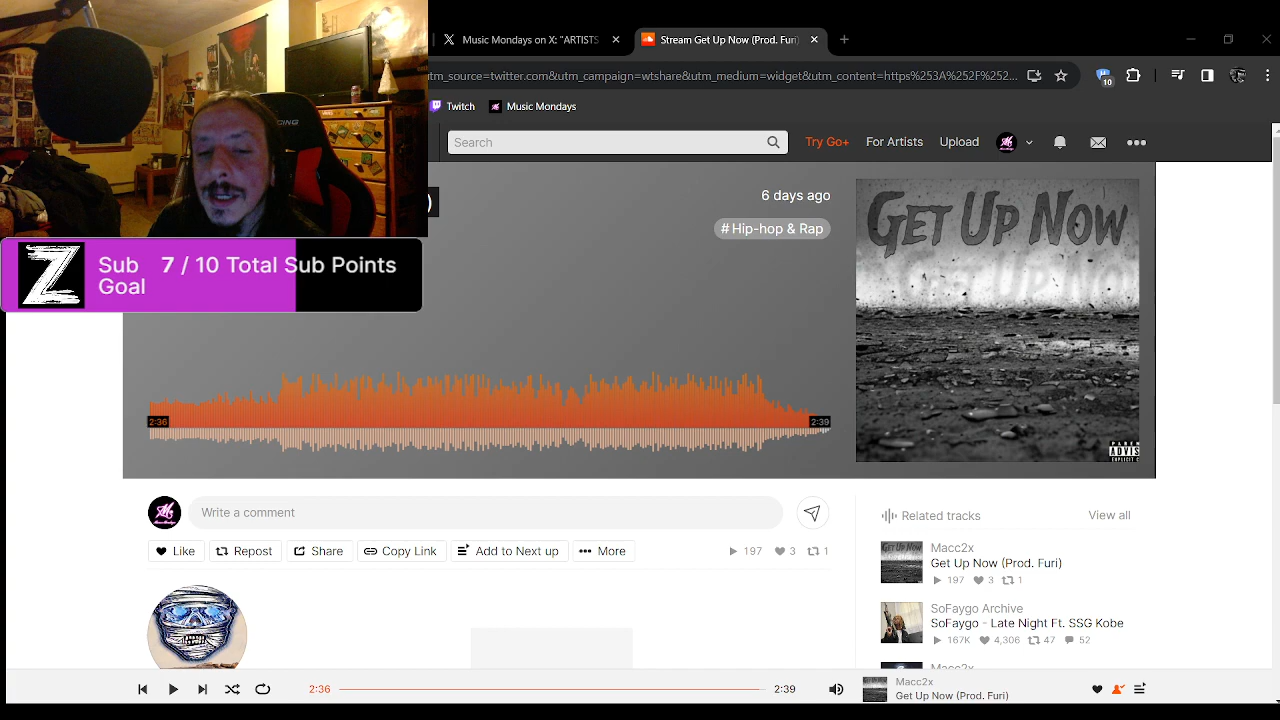 Music Mondays on X: "ARTISTS
Stream Get Up Now (Prod. Furi)
utm_source=twitter.com&utm_campaign=wtshare&utm_medium=widget&utm_content=https%253A%252F%252...
10
Twitch
Music Mondays
Search
Try Go+
For Artists
Upload
6 days ago
# Hip-hop & Rap
GET UP NOW
Sub Goal
7 / 10 Total Sub Points
2:36
2:39
PAREN
ADVIS
EXPLICIT C
Write a comment
Like
Repost
Share
Copy Link
Add to Next up
More
197
3
1
Related tracks
View all
Macc2x
Get Up Now (Prod. Furi)
197
3
1
SoFaygo Archive
SoFaygo - Late Night Ft. SSG Kobe
167K
4,306
47
52
Macc2x
2:36
2:39
Macc2x
Get Up Now (Prod. Furi)